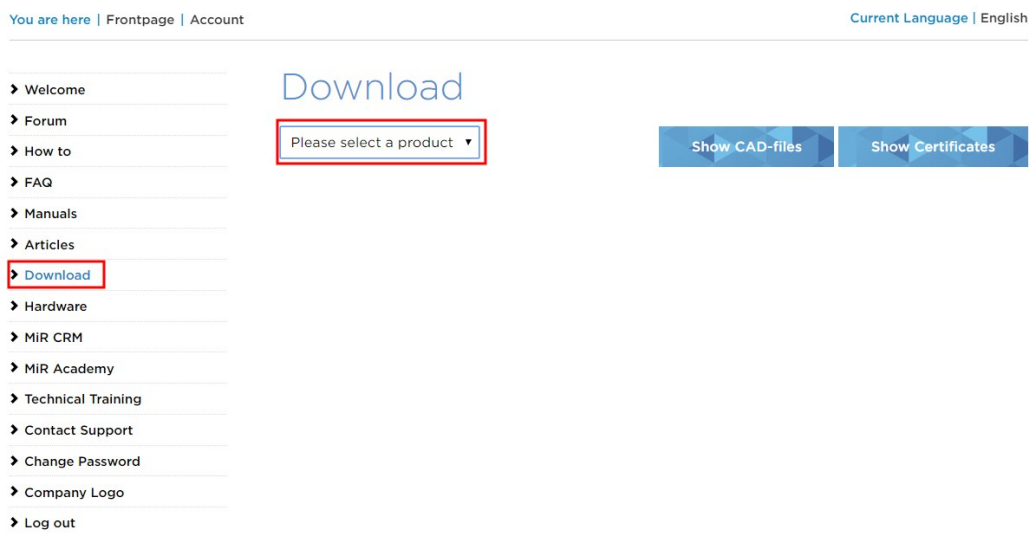 You are here | Frontpage | Account
Current Language | English
Welcome
Forum
How to
FAQ
Manuals
Articles
Download
Hardware
MiR CRM
MiR Academy
Technical Training
Contact Support
Change Password
Company Logo
Log out
Download
Please select a product
Show CAD-files
Show Certificates